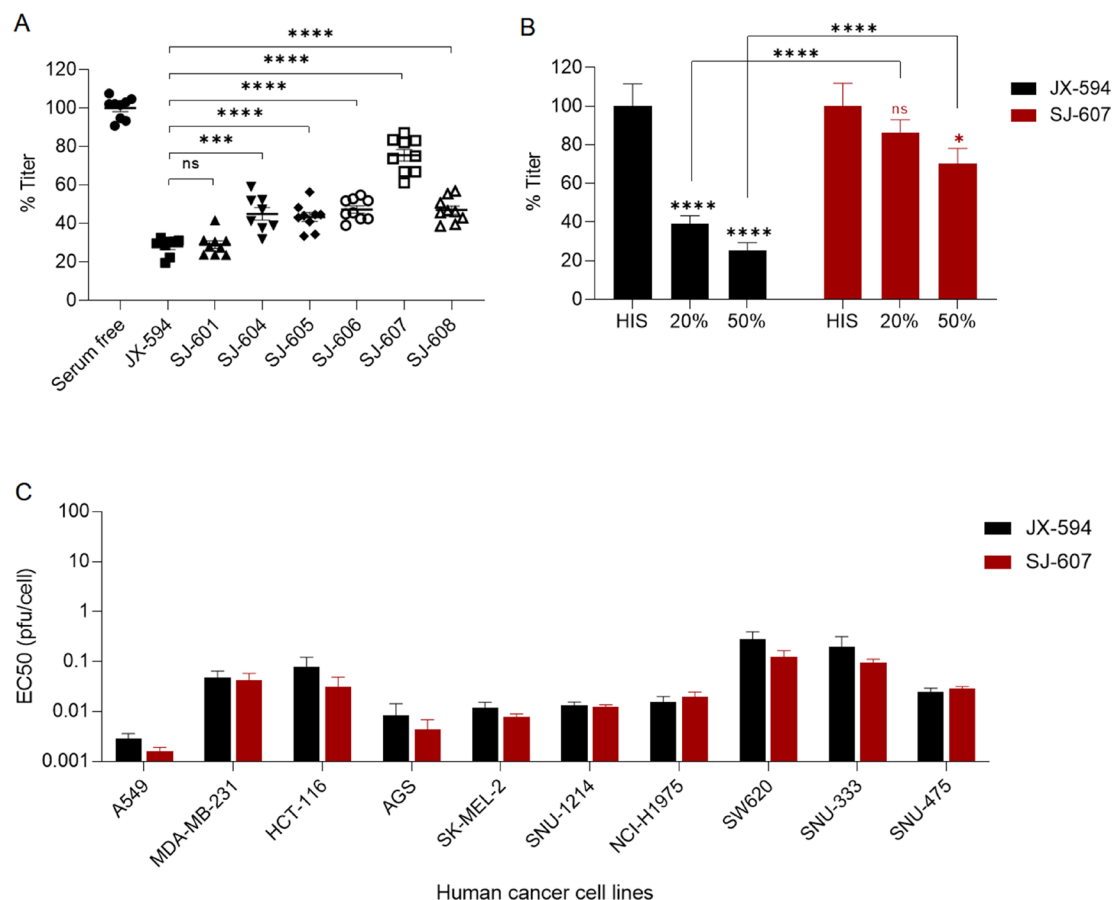 A
****
****
****
****
***
ns
120
100
80
60
40
20
0
% Titer
Serum free
JX-594
SJ-601
SJ-604
SJ-605
SJ-606
SJ-607
SJ-608
B
****
****
120
100
80
60
40
20
0
% Titer
****
****
ns
*
HIS
20%
50%
HIS
20%
50%
JX-594
SJ-607
C
100
10
1
0.1
0.01
0.001
EC50 (pfu/cell)
A549
MDA-MB-231
HCT-116
AGS
SK-MEL-2
SNU-1214
NCI-H1975
SW620
SNU-333
SNU-475
Human cancer cell lines
JX-594
SJ-607